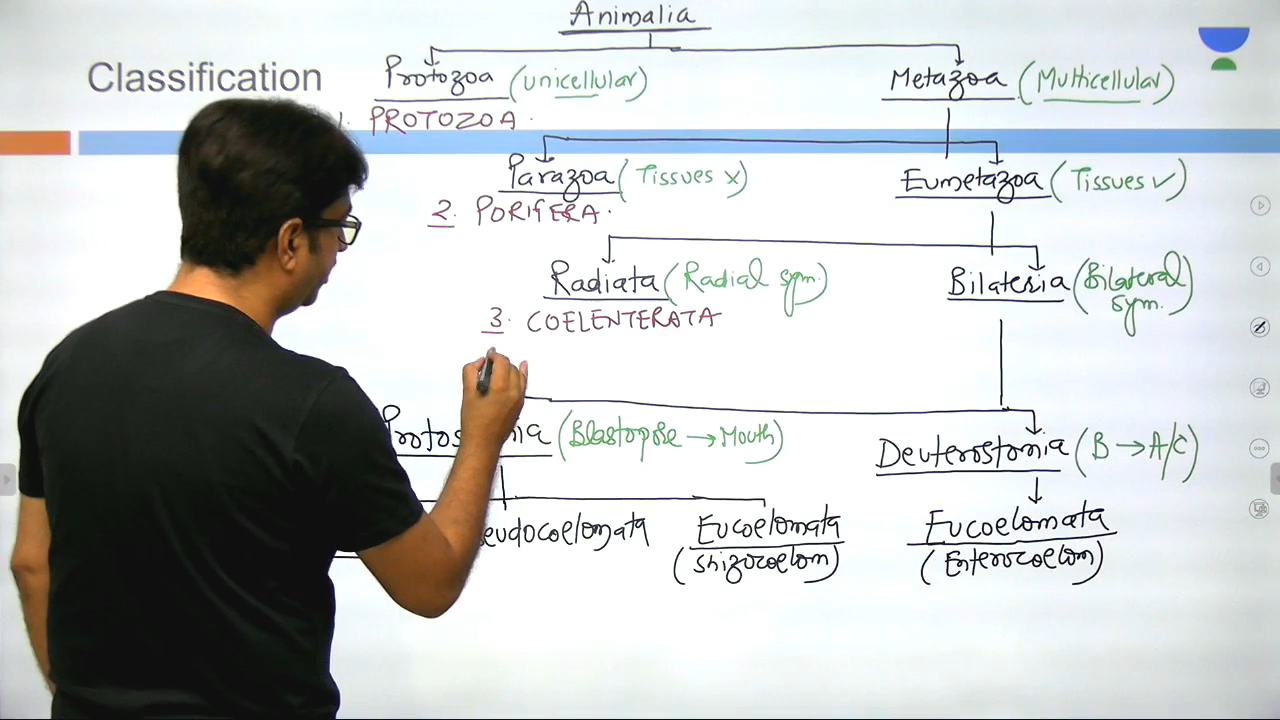 Animalia
Classification
Protozoa (unicellular)
Metazoa (Multicellular)
1. PROTOZOA.
Parazoa (Tissues x)
Eumetazoa (Tissues ✓)
2. PORIFERA.
Radiata (Radial sym.)
Bilateria (Bilateral sym.)
3. COELENTERATA
(Blastopore → Mouth)
Deuterostomia (B → A/C)
Eucoelomata
(Shizocoelom)
Eucoelomata
(Enterocoelom)